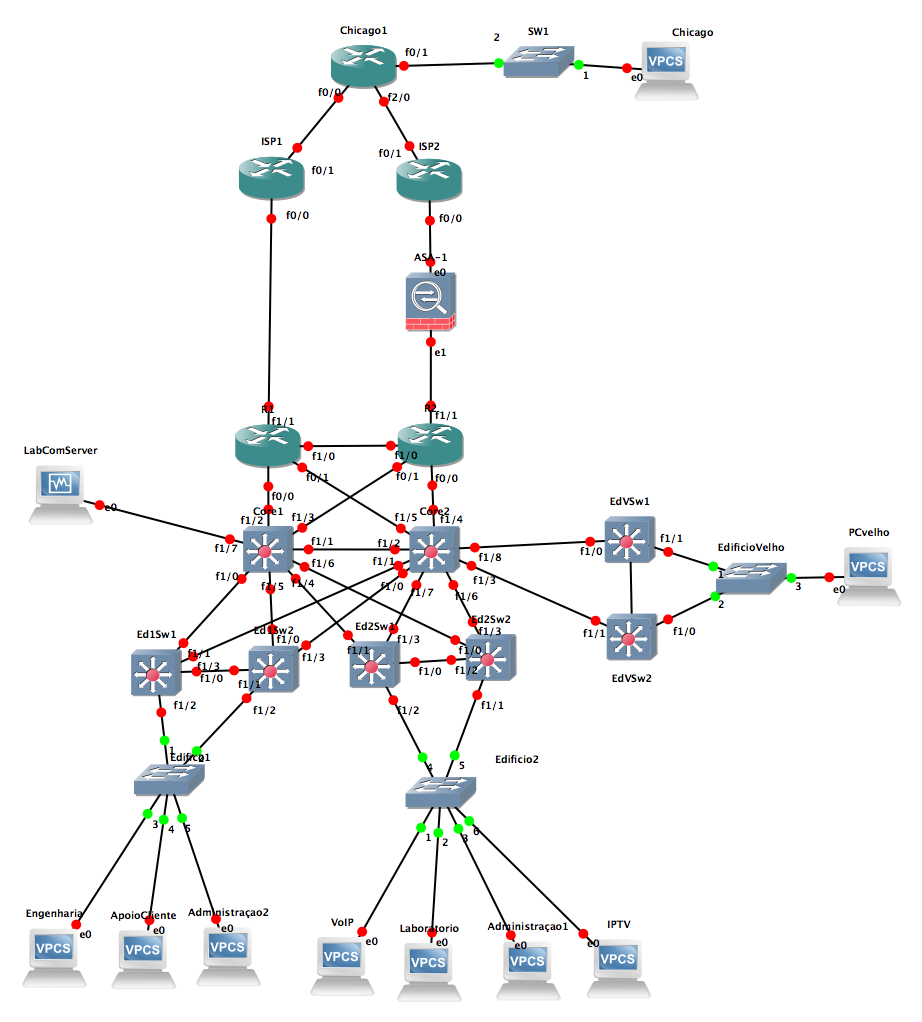 Chicago1
f0/1
2
SW1
1
Chicago
VPCS
e0
f0/0
f2/0
ISP1
f0/1
f0/1
ISP2
f0/0
f0/0
ASA-1
e0
e1
R1
f1/1
R2
f1/1
f1/0
f1/0
f0/1
f0/1
f0/0
f0/0
LabComServer
e0
Core1
f1/2
f1/3
f1/5
Core2
f1/4
f1/7
f1/1
f1/2
f1/8
f1/6
f1/1
f1/0
f1/3
f1/0
f1/5
f1/4
f1/7
f1/6
EdVSw1
f1/0
f1/1
EdificioVelho
1
2
3
PCvelho
VPCS
e0
f1/1
f1/0
EdVSw2
Ed1Sw1
f1/1
f1/3
f1/0
f1/2
Ed1Sw2
f1/0
f1/3
f1/1
f1/2
Ed2Sw1
f1/1
f1/3
f1/0
f1/2
Ed2Sw2
f1/3
f1/0
f1/2
f1/1
1
2
Edifico1
3
4
5
4
5
Edificio2
1
2
3
6
Engenharia
e0
VPCS
ApoioCliente
e0
VPCS
Administraçao2
e0
VPCS
VoIP
e0
VPCS
Laboratorio
e0
VPCS
Administraçao1
e0
VPCS
IPTV
e0
VPCS